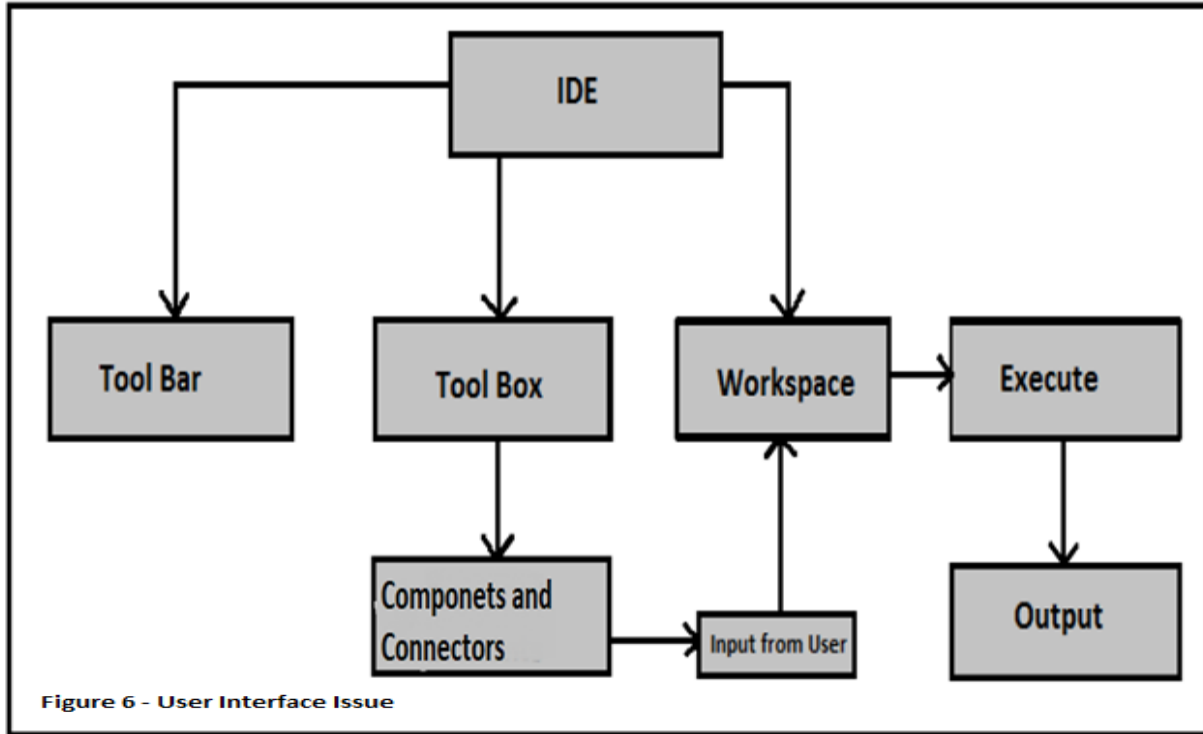 IDE
Tool Bar
Tool Box
Workspace
Execute
Componets and
Connectors
Input from User
Output
Figure 6 - User Interface Issue